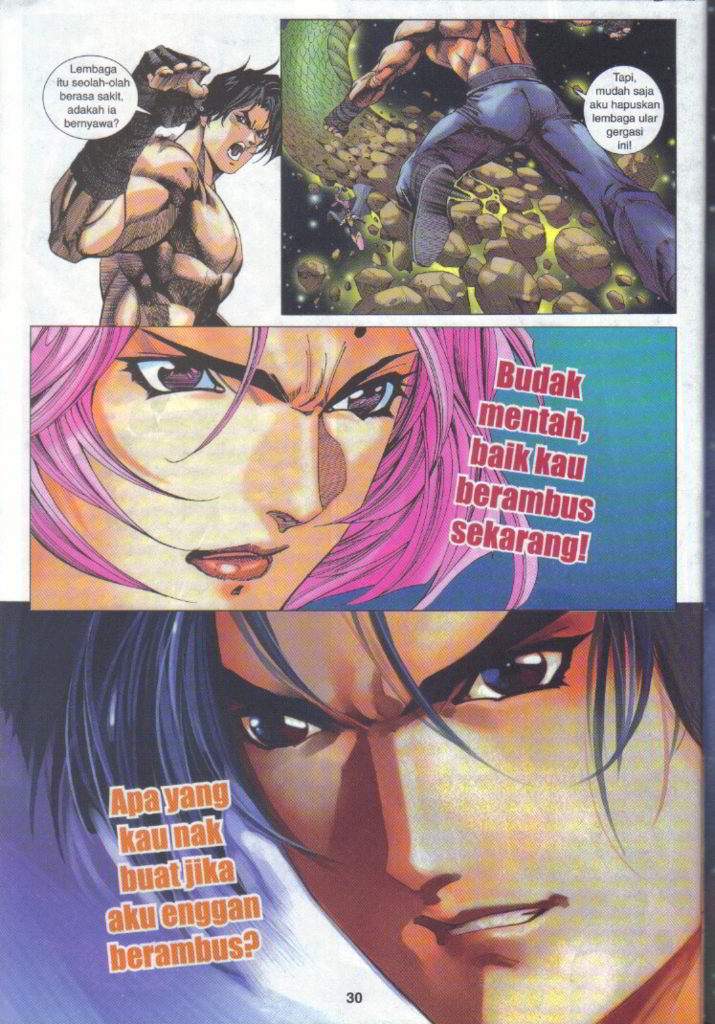 Lembaga
itu seolah-olah
berasa sakit,
adakah ia
bernyawa?
Tapi,
mudah saja
aku hapuskan
lembaga ular
gergasi
ini!
Budak
mentah,
baik kau
berambus
sekarang!
Apa yang
kau nak
buat jika
aku enggan
berambus?
30